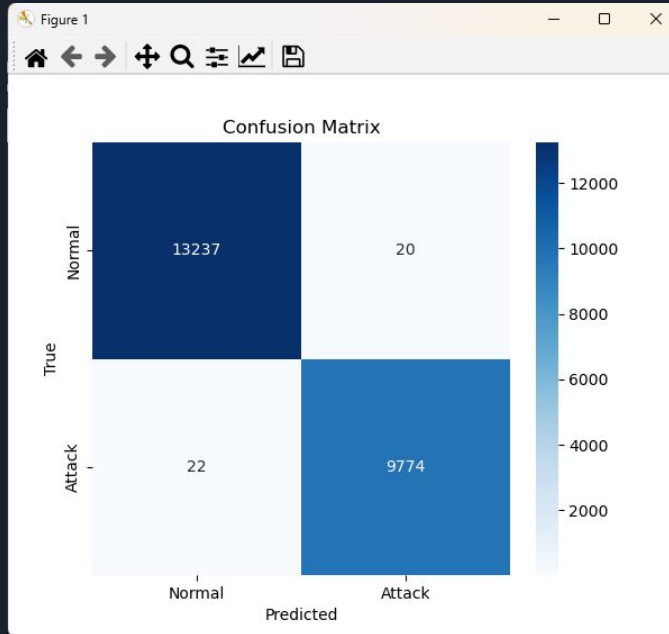 Figure 1
Confusion Matrix
Normal
13237
20
12000
10000
8000
True
6000
Attack
22
9774
4000
2000
Normal
Attack
Predicted